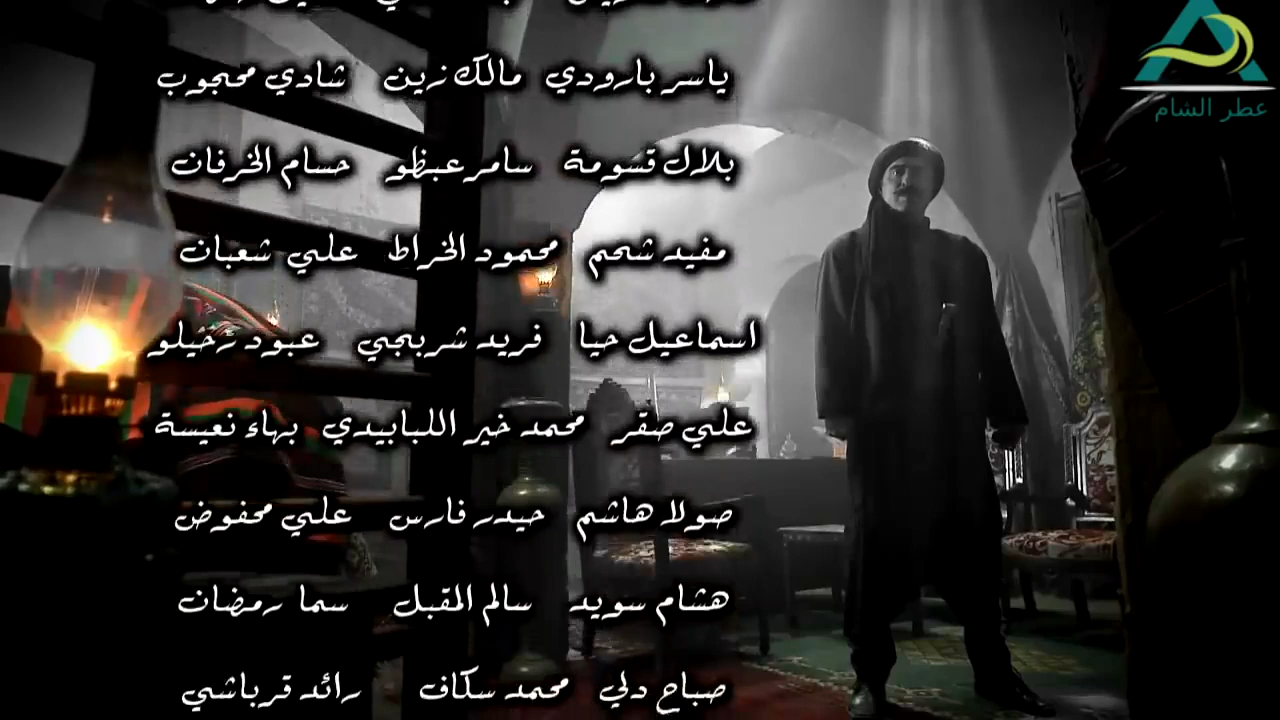 عطر الشام
ياسر بارودي مالك زين شادي محجوب
بلال قشومة سامر عبظو حسام الخرفان
مفيد شحم محمود الخراط علي شعبان
اسماعيل حيا فريد شربجي عبود رخيلو
علي صقر محمد خير اللبابيدي بهاء نعيسة
صولا هاشم حيدر فارس علي محفوض
هشام سويد سالم المقبل سما رمضان
صباح دلي محمد سكاف رائد قرباشي